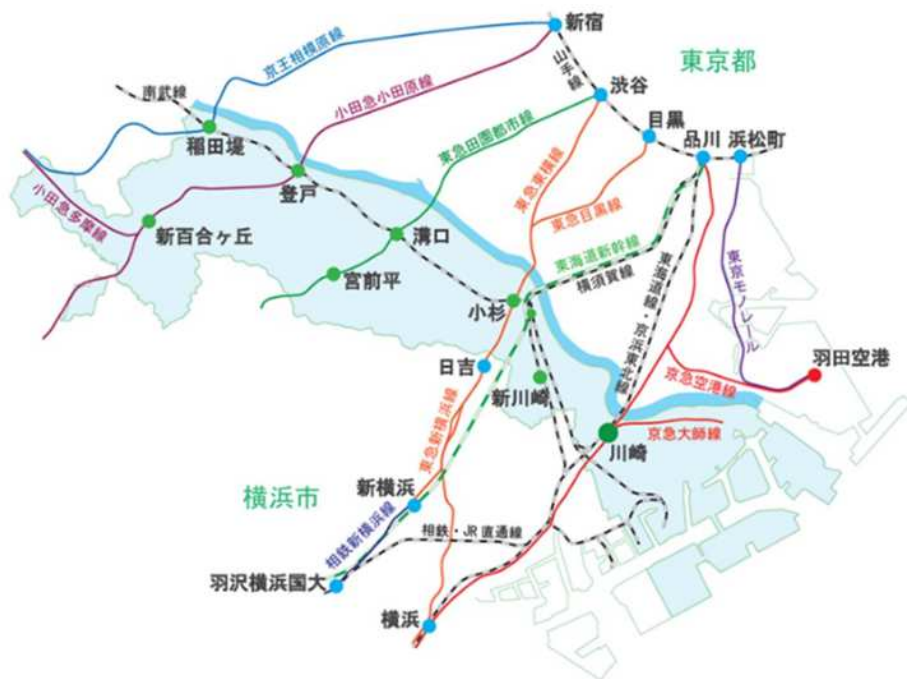 新宿
京王相模原線
山手線
東京都
南武線
小田急小田原線
渋谷
目黒
品川 浜松町
稲田堤
東急田園都市線
東急東横線
登戸
東急目黒線
小田急多摩線
新百合ヶ丘
溝口
東海道新幹線
横須賀線
宮前平
東海道線・京浜東北線
東京モノレール
小杉
羽田空港
日吉
京急空港線
新川崎
京急大師線
川崎
東急新横浜線
横浜市
新横浜
相鉄新横浜線
相鉄・JR 直通線
羽沢横浜国大
横浜